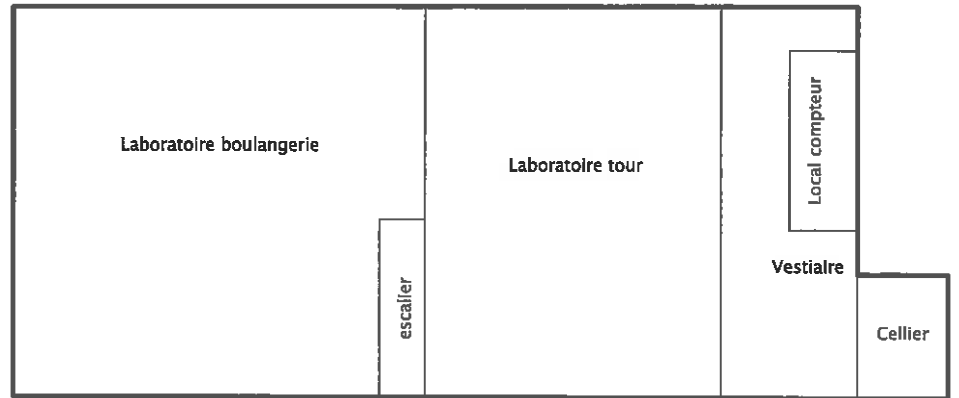 Laboratoire boulangerie
Laboratoire tour
Local compteur
escalier
Vestiaire
Cellier